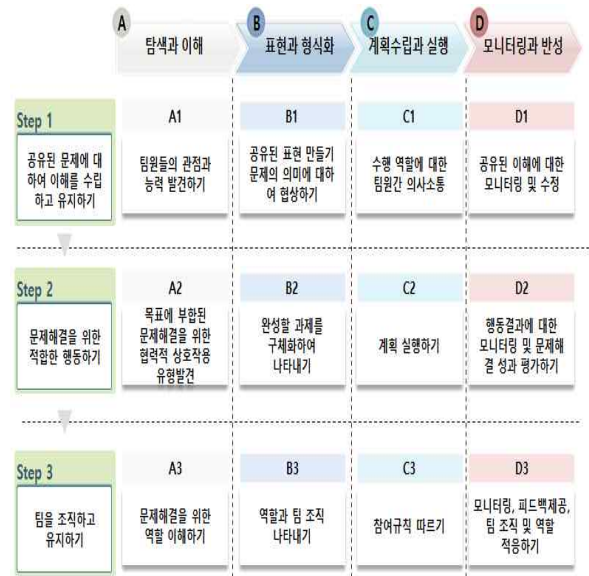 A
B
C
D
탐색과 이해
표현과 형식화
계획수립과 실행
모니터링과 반성
Step 1
공유된 문제에 대
하여 이해를 수립
하고 유지하기
A1
팀원들의 관점과
능력 발견하기
B1
공유된 표현 만들기
문제의 의미에 대하
여 협상하기
C1
수행 역할에 대한
팀원간 의사소통
D1
공유된 이해에 대한
모니터링 및 수정
Step 2
문제해결을 위한
적합한 행동하기
A2
목표에 부합된
문제해결을 위한
협력적 상호작용
유형발견
B2
완성할 과제를
구체화하여
나타내기
C2
계획 실행하기
D2
행동결과에 대한
모니터링 및 문제해
결 성과 평가하기
Step 3
팀을 조직하고
유지하기
A3
문제해결을 위한
역할 이해하기
B3
역할과 팀 조직
나타내기
C3
참여규칙 따르기
D3
모니터링, 피드백제공,
팀 조직 및 역할
적응하기